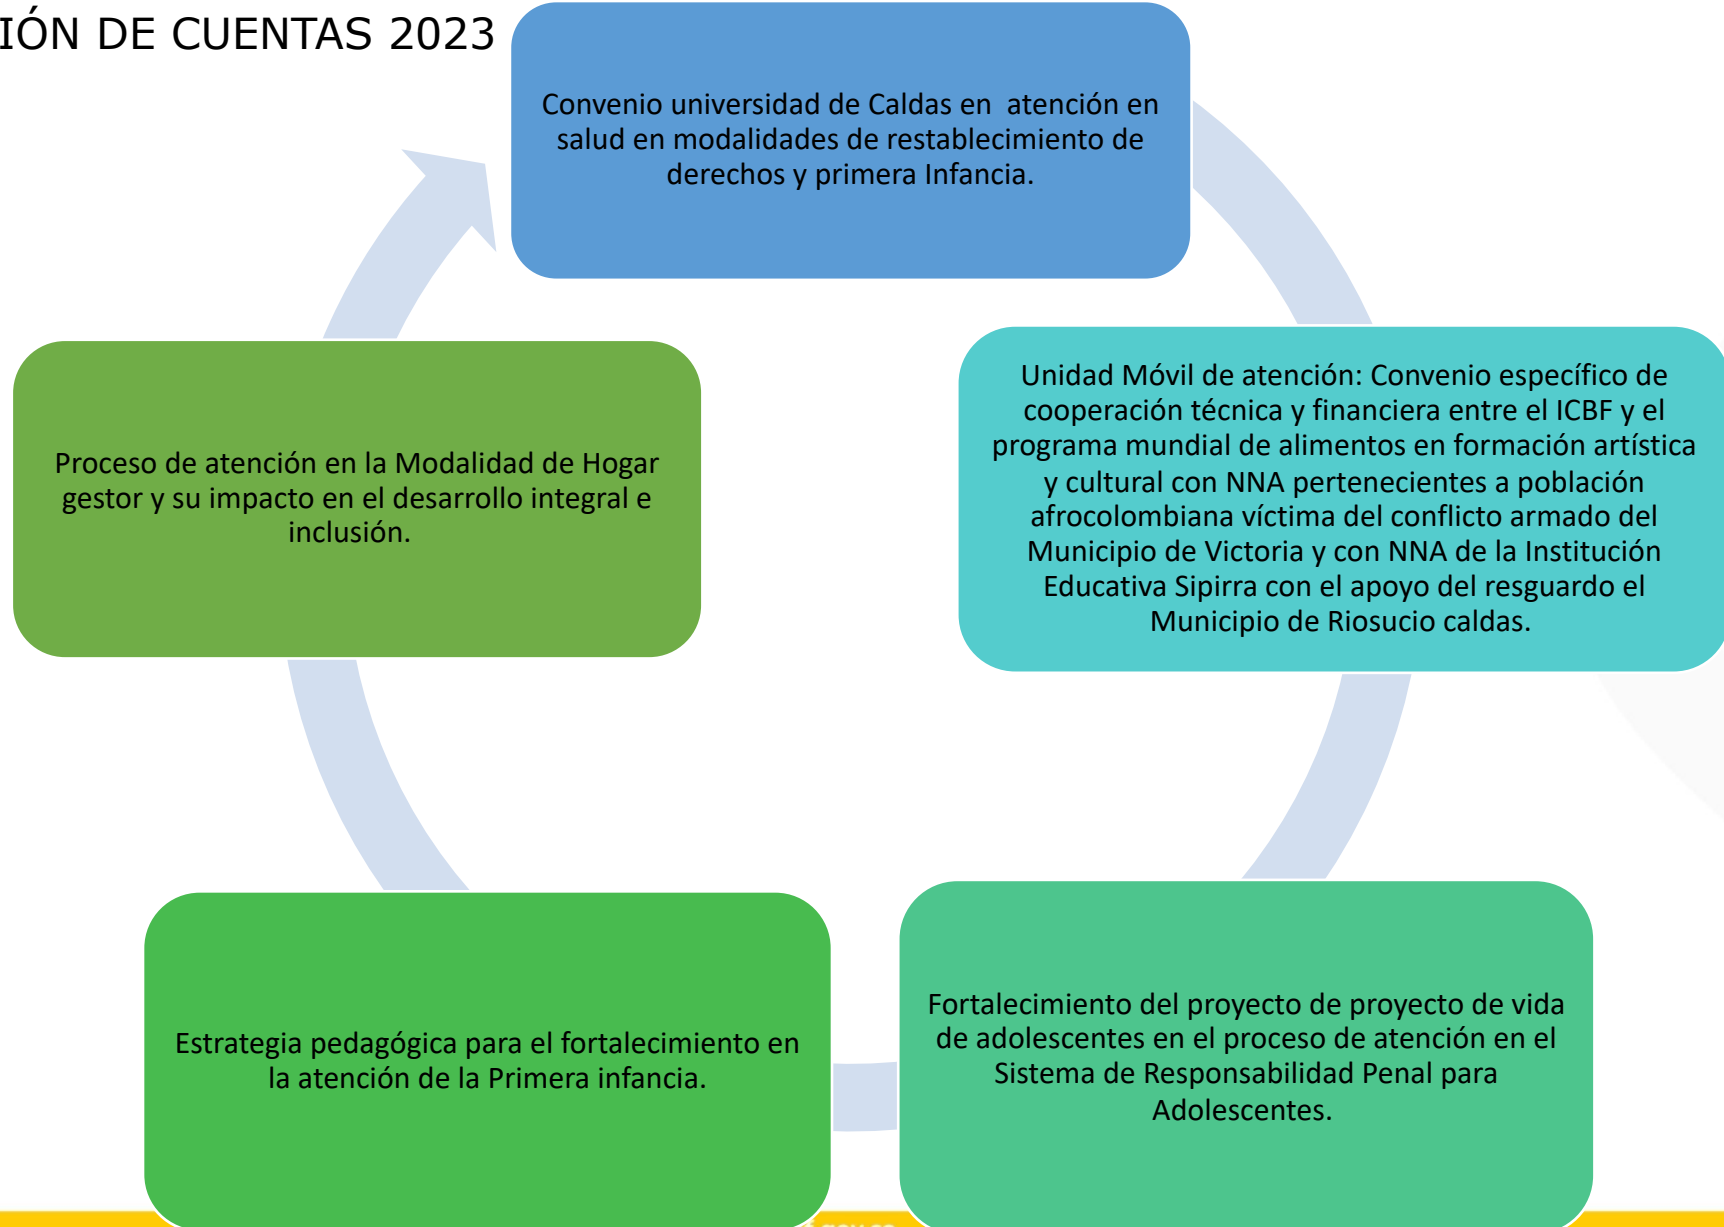 IÓN DE CUENTAS 2023
Convenio universidad de Caldas en atención en
salud en modalidades de restablecimiento de
derechos y primera Infancia.
Unidad Móvil de atención: Convenio específico de
cooperación técnica y financiera entre el ICBF y el
programa mundial de alimentos en formación artística
y cultural con NNA pertenecientes a población
afrocolombiana víctima del conflicto armado del
Municipio de Victoria y con NNA de la Institución
Educativa Sipirra con el apoyo del resguardo el
Municipio de Riosucio caldas.
Fortalecimiento del proyecto de proyecto de vida
de adolescentes en el proceso de atención en el
Sistema de Responsabilidad Penal para
Adolescentes.
Estrategia pedagógica para el fortalecimiento en
la atención de la Primera infancia.
Proceso de atención en la Modalidad de Hogar
gestor y su impacto en el desarrollo integral e
inclusión.